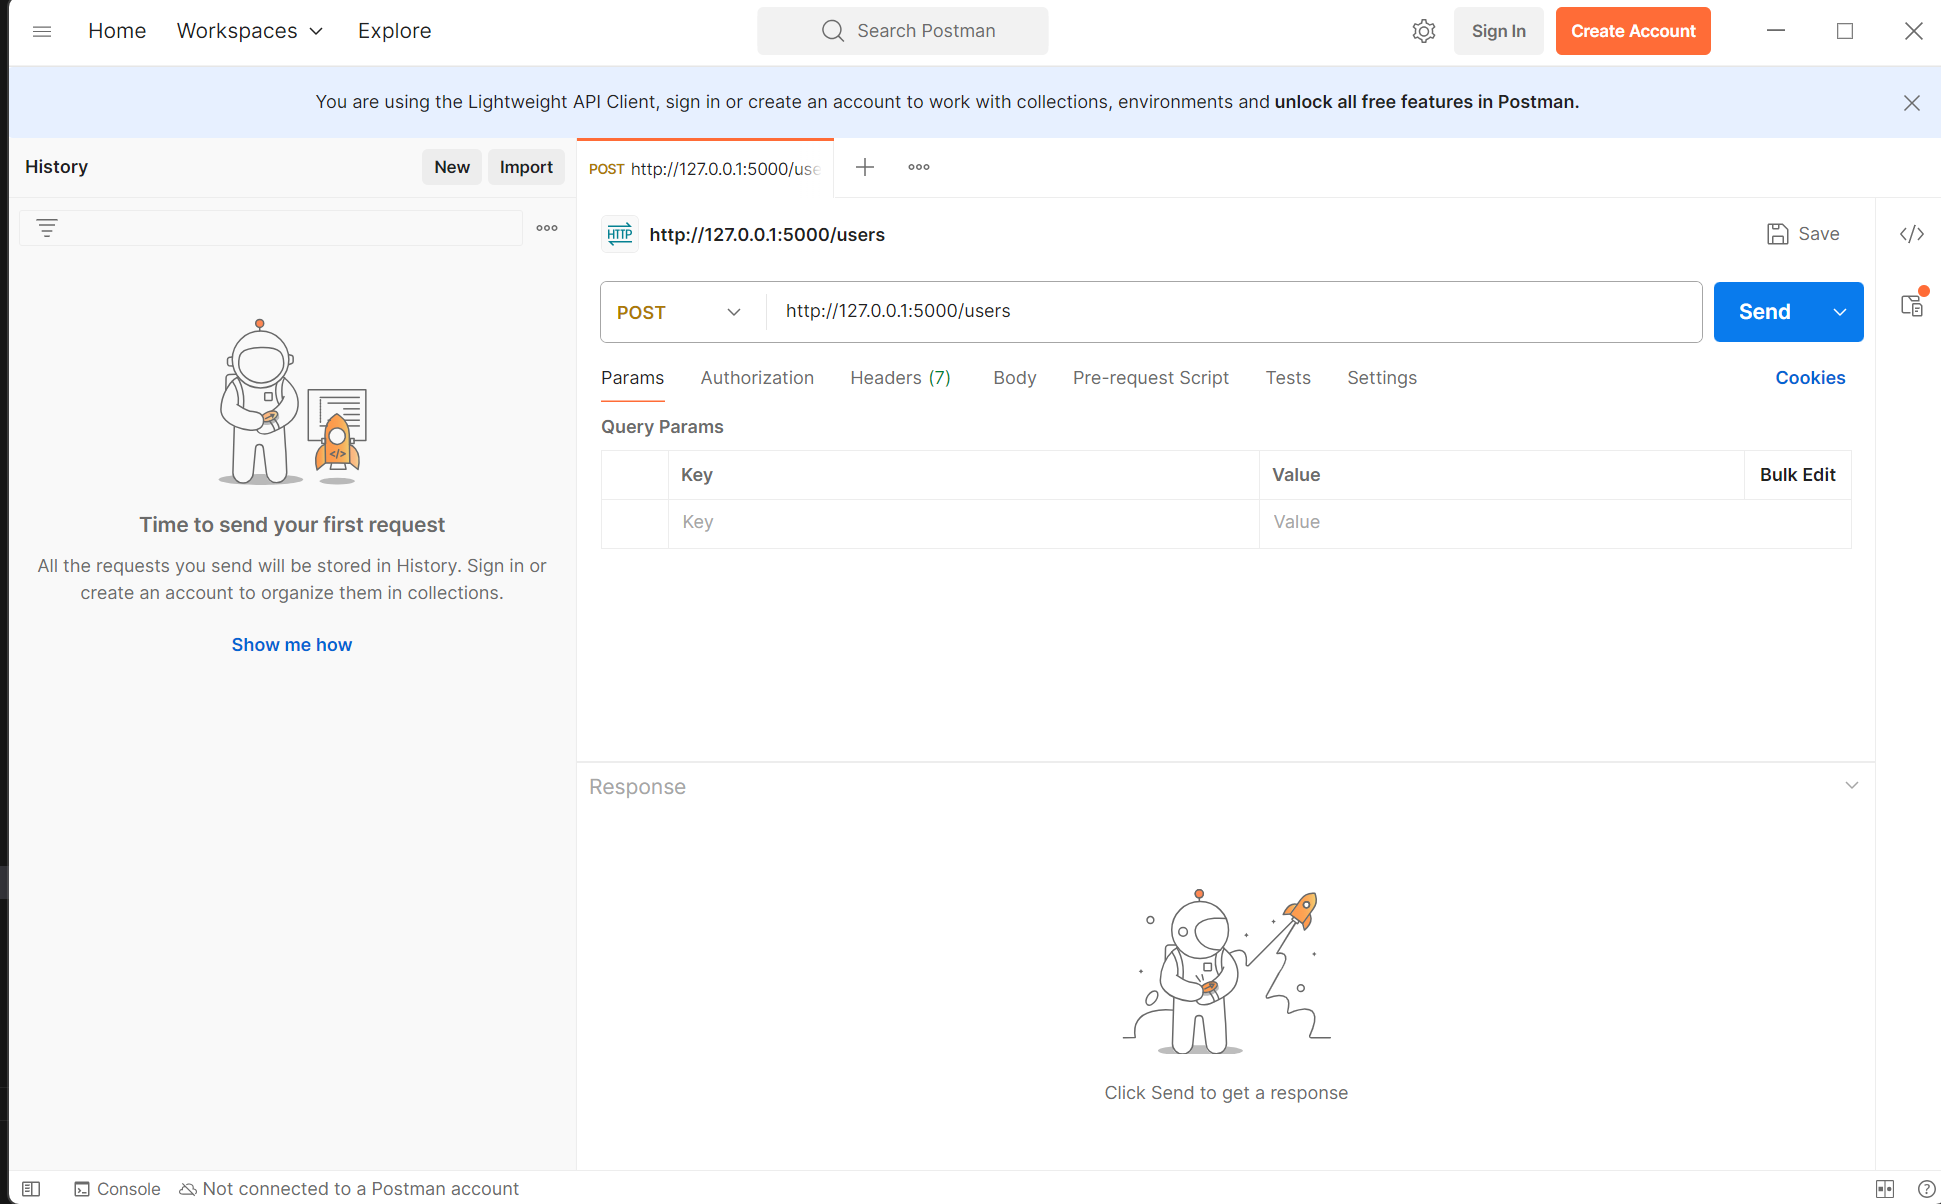 Home Workspaces Explore
Search Postman
Sign In
Create Account
You are using the Lightweight API Client, sign in or create an account to work with collections, environments and unlock all free features in Postman.
History
New
Import
POST http://127.0.0.1:5000/use
HTTP
http://127.0.0.1:5000/users
Save
</>
POST
http://127.0.0.1:5000/users
Send
Params Authorization Headers (7) Body Pre-request Script Tests Settings
Cookies
Query Params
Key Value Bulk Edit
Key Value
</>
Time to send your first request
All the requests you send will be stored in History. Sign in or
create an account to organize them in collections.
Show me how
Response
Click Send to get a response
Console
Not connected to a Postman account